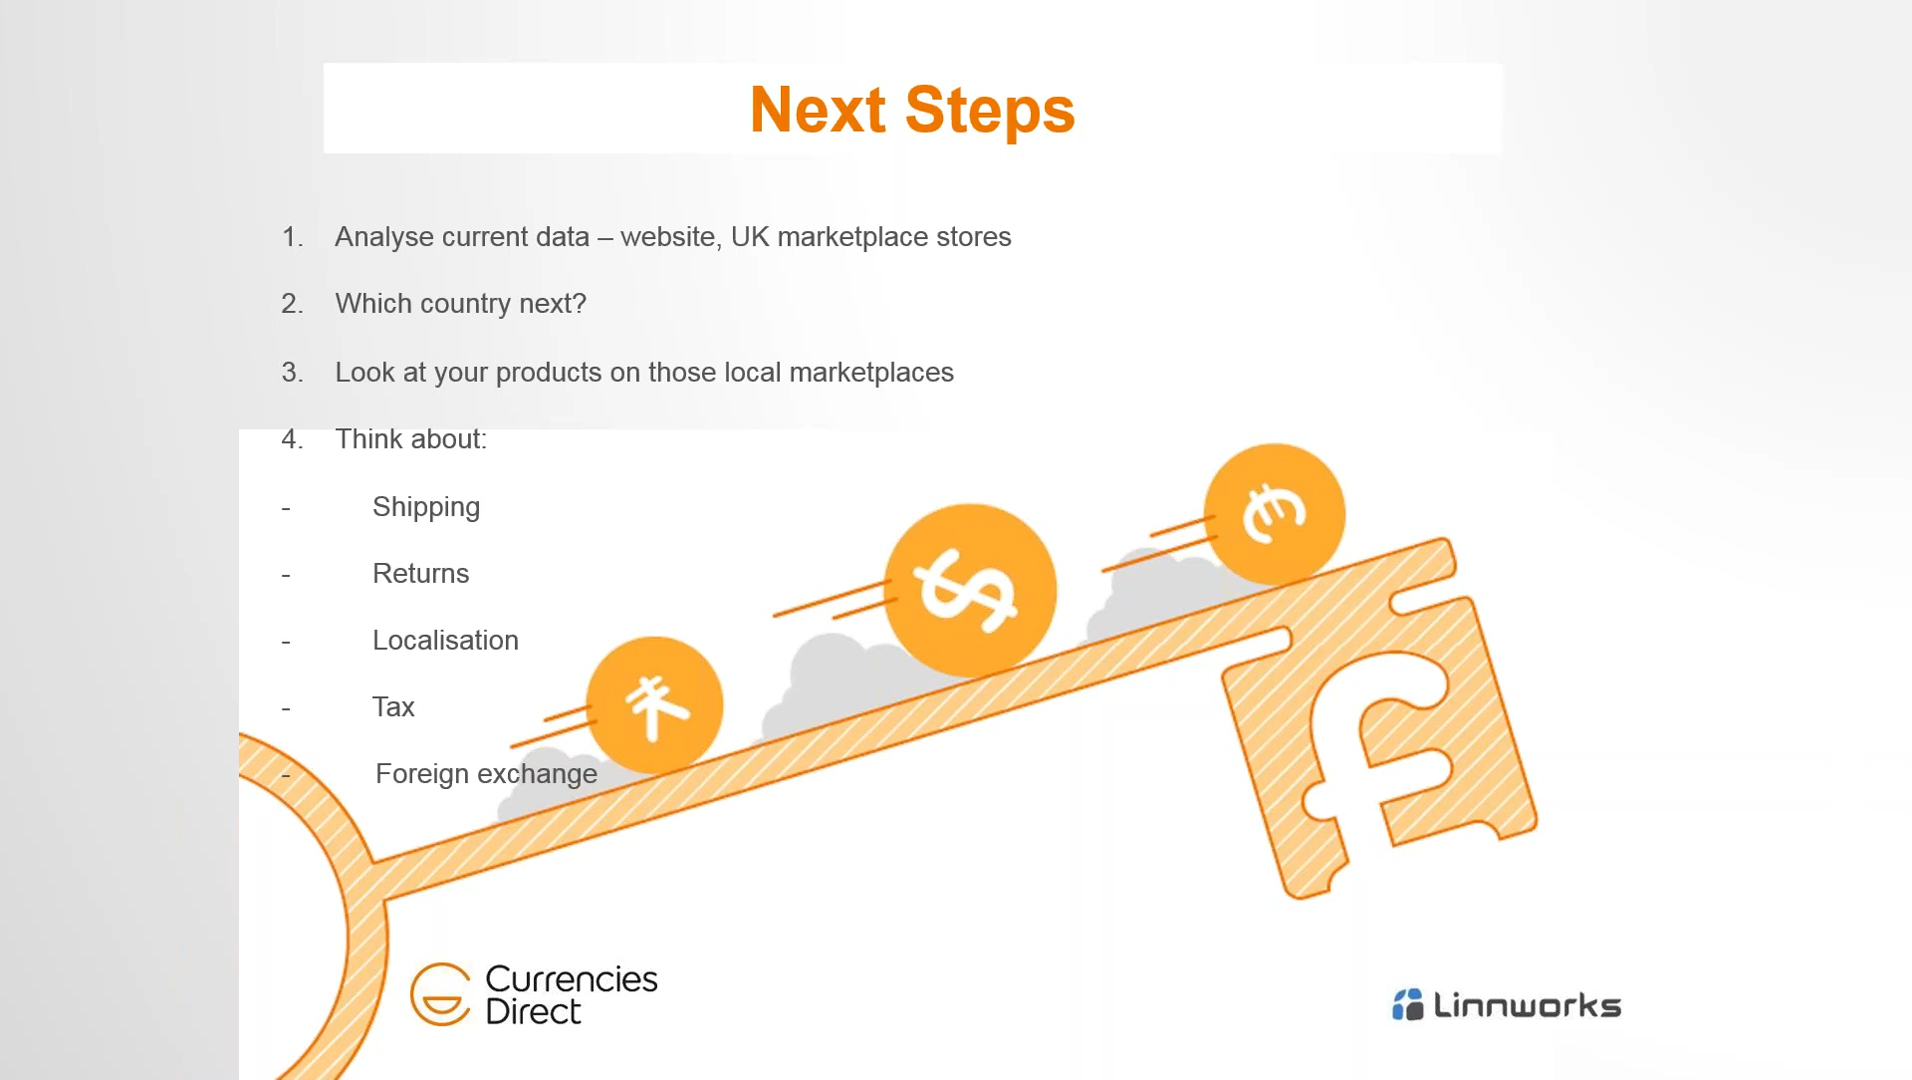 Next Steps
1. Analyse current data – website, UK marketplace stores
2. Which country next?
3. Look at your products on those local marketplaces
4. Think about:
- Shipping
- Returns
- Localisation
- Tax
- Foreign exchange
₹
$
€
£
Currencies
Direct
Linnworks